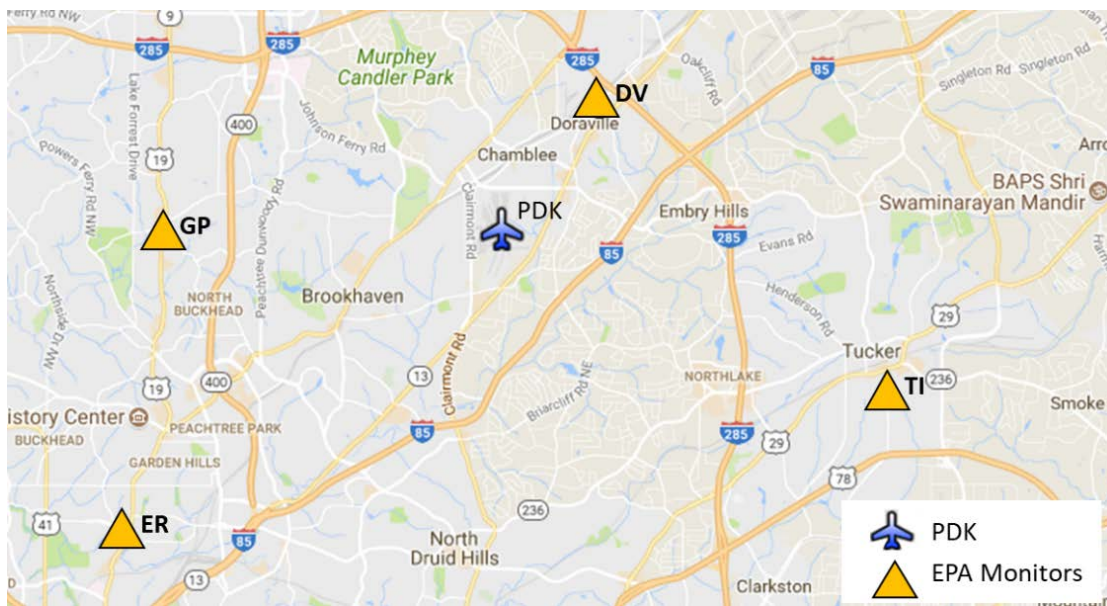 Ferry Rd NW
9
285
285
285
85
Murphey
Candler Park
DV
Doraville
Oakcliff Rd
Singleton Rd
Singleton Rd
Lake Forrest Drive
400
Johnson Ferry Rd
Powers Ferry Rd NW
19
Chamblee
Clairmont Rd
Arro
BAPS Shri
Swaminarayan Mandir
GP
PDK
Embry Hills
Peachtree Dunwoody Rd
85
285
Evans Rd
Northside Dr NW
NORTH
BUCKHEAD
Brookhaven
Henderson Rd
29
Tucker
19
400
13
Clairmont Rd
Briarcliff Rd NE
NORTHLAKE
TI
236
istory Center
BUCKHEAD
PEACHTREE PARK
85
285
29
Smoke
GARDEN HILLS
78
41
ER
85
236
North
Druid Hills
13
Clarkston
PDK
EPA Monitors